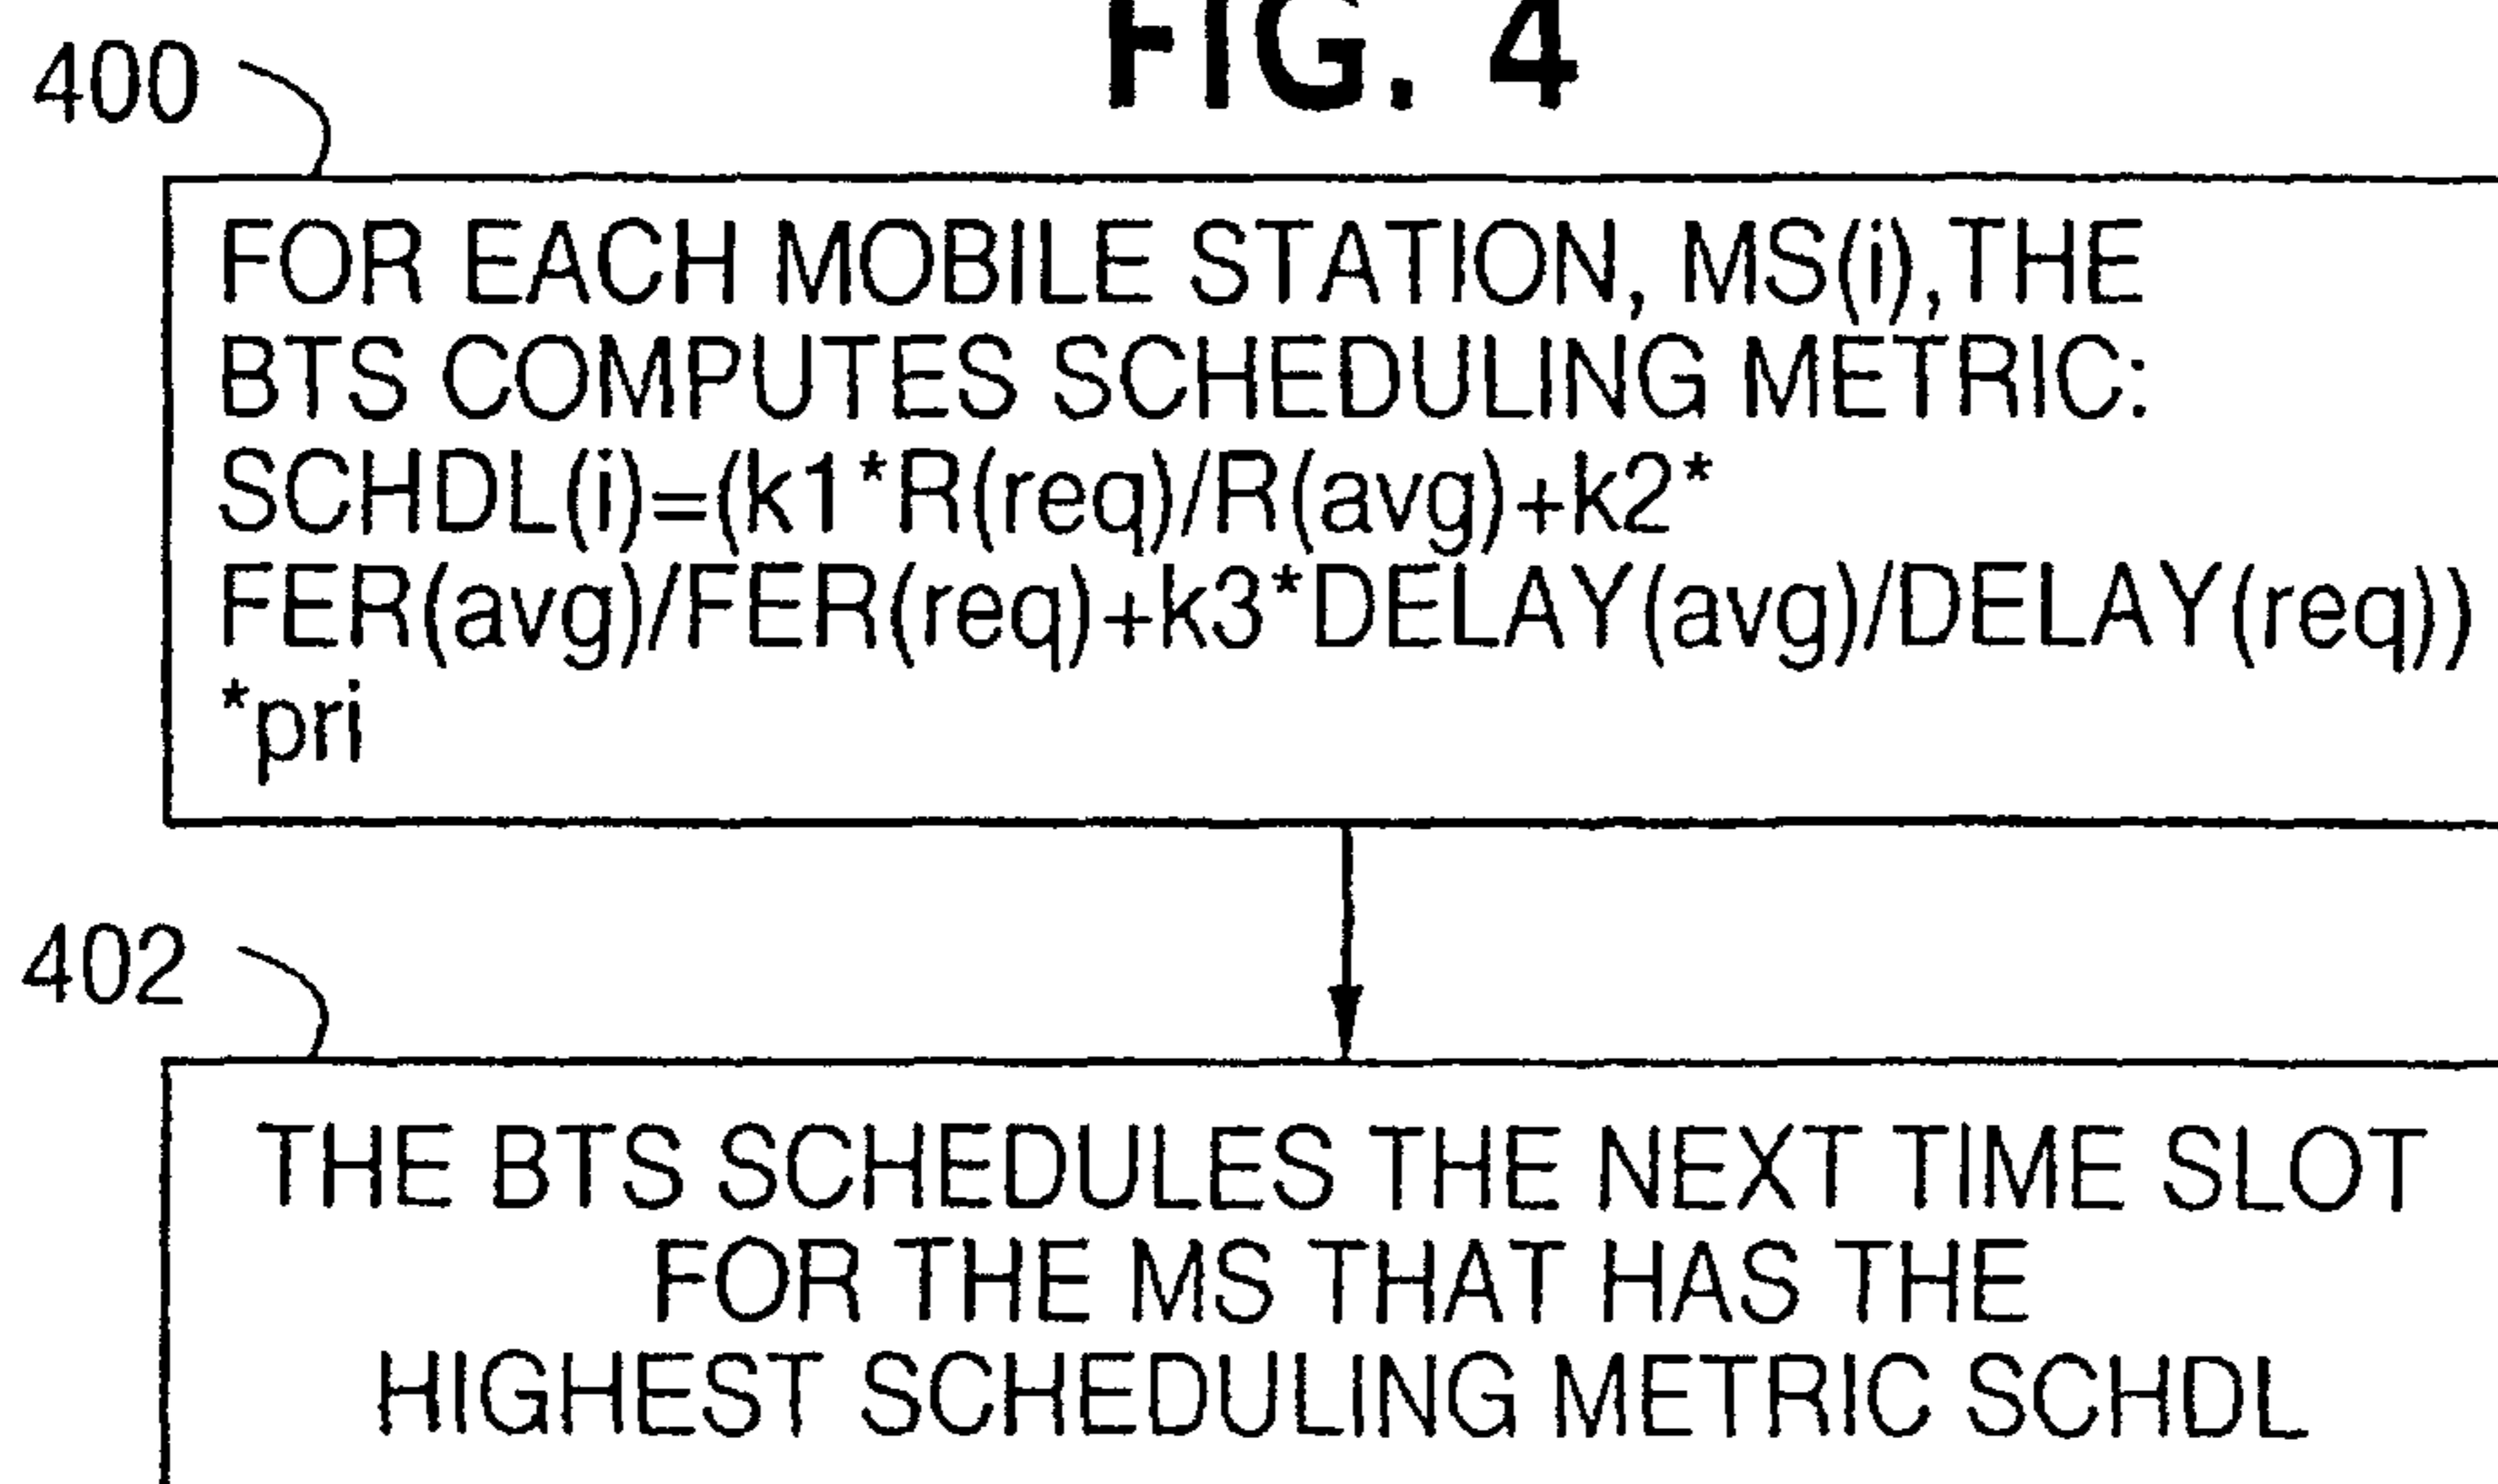 FIG. 4
400
FOR EACH MOBILE STATION, MS(i), THE
BTS COMPUTES SCHEDULING METRIC:
SCHDL(i)=(k1*R(req)/R(avg)+k2*
FER(avg)/FER(req)+k3*DELAY(avg)/DELAY(req))
*pri
402
THE BTS SCHEDULES THE NEXT TIME SLOT
FOR THE MS THAT HAS THE
HIGHEST SCHEDULING METRIC SCHDL